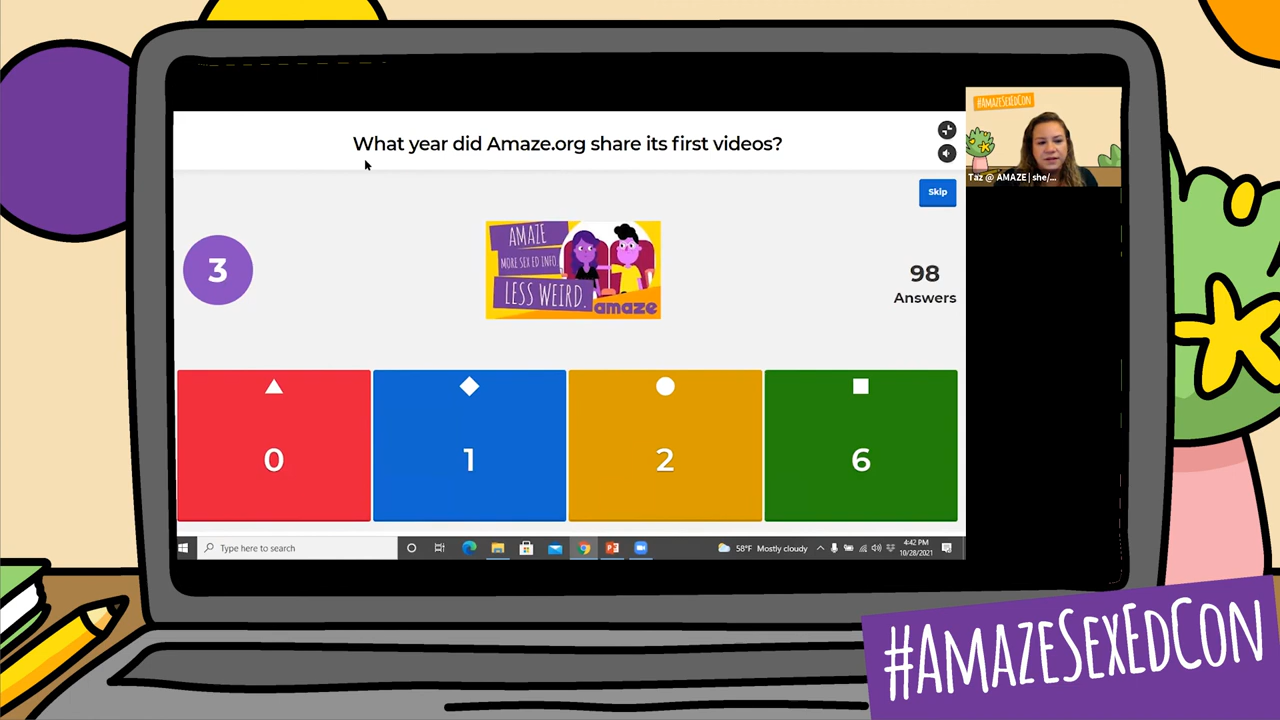 What year did Amaze.org share its first videos?
#AMAZESEXEDCON
Taz @ AMAZE | she/...
Skip
3
AMAZE
MORE SEX ED INFO.
LESS WEIRD.
amaze
98
Answers
0
1
2
6
Type here to search
58°F Mostly cloudy
4:42 PM
10/28/2021
#AMAZESEXEDCON